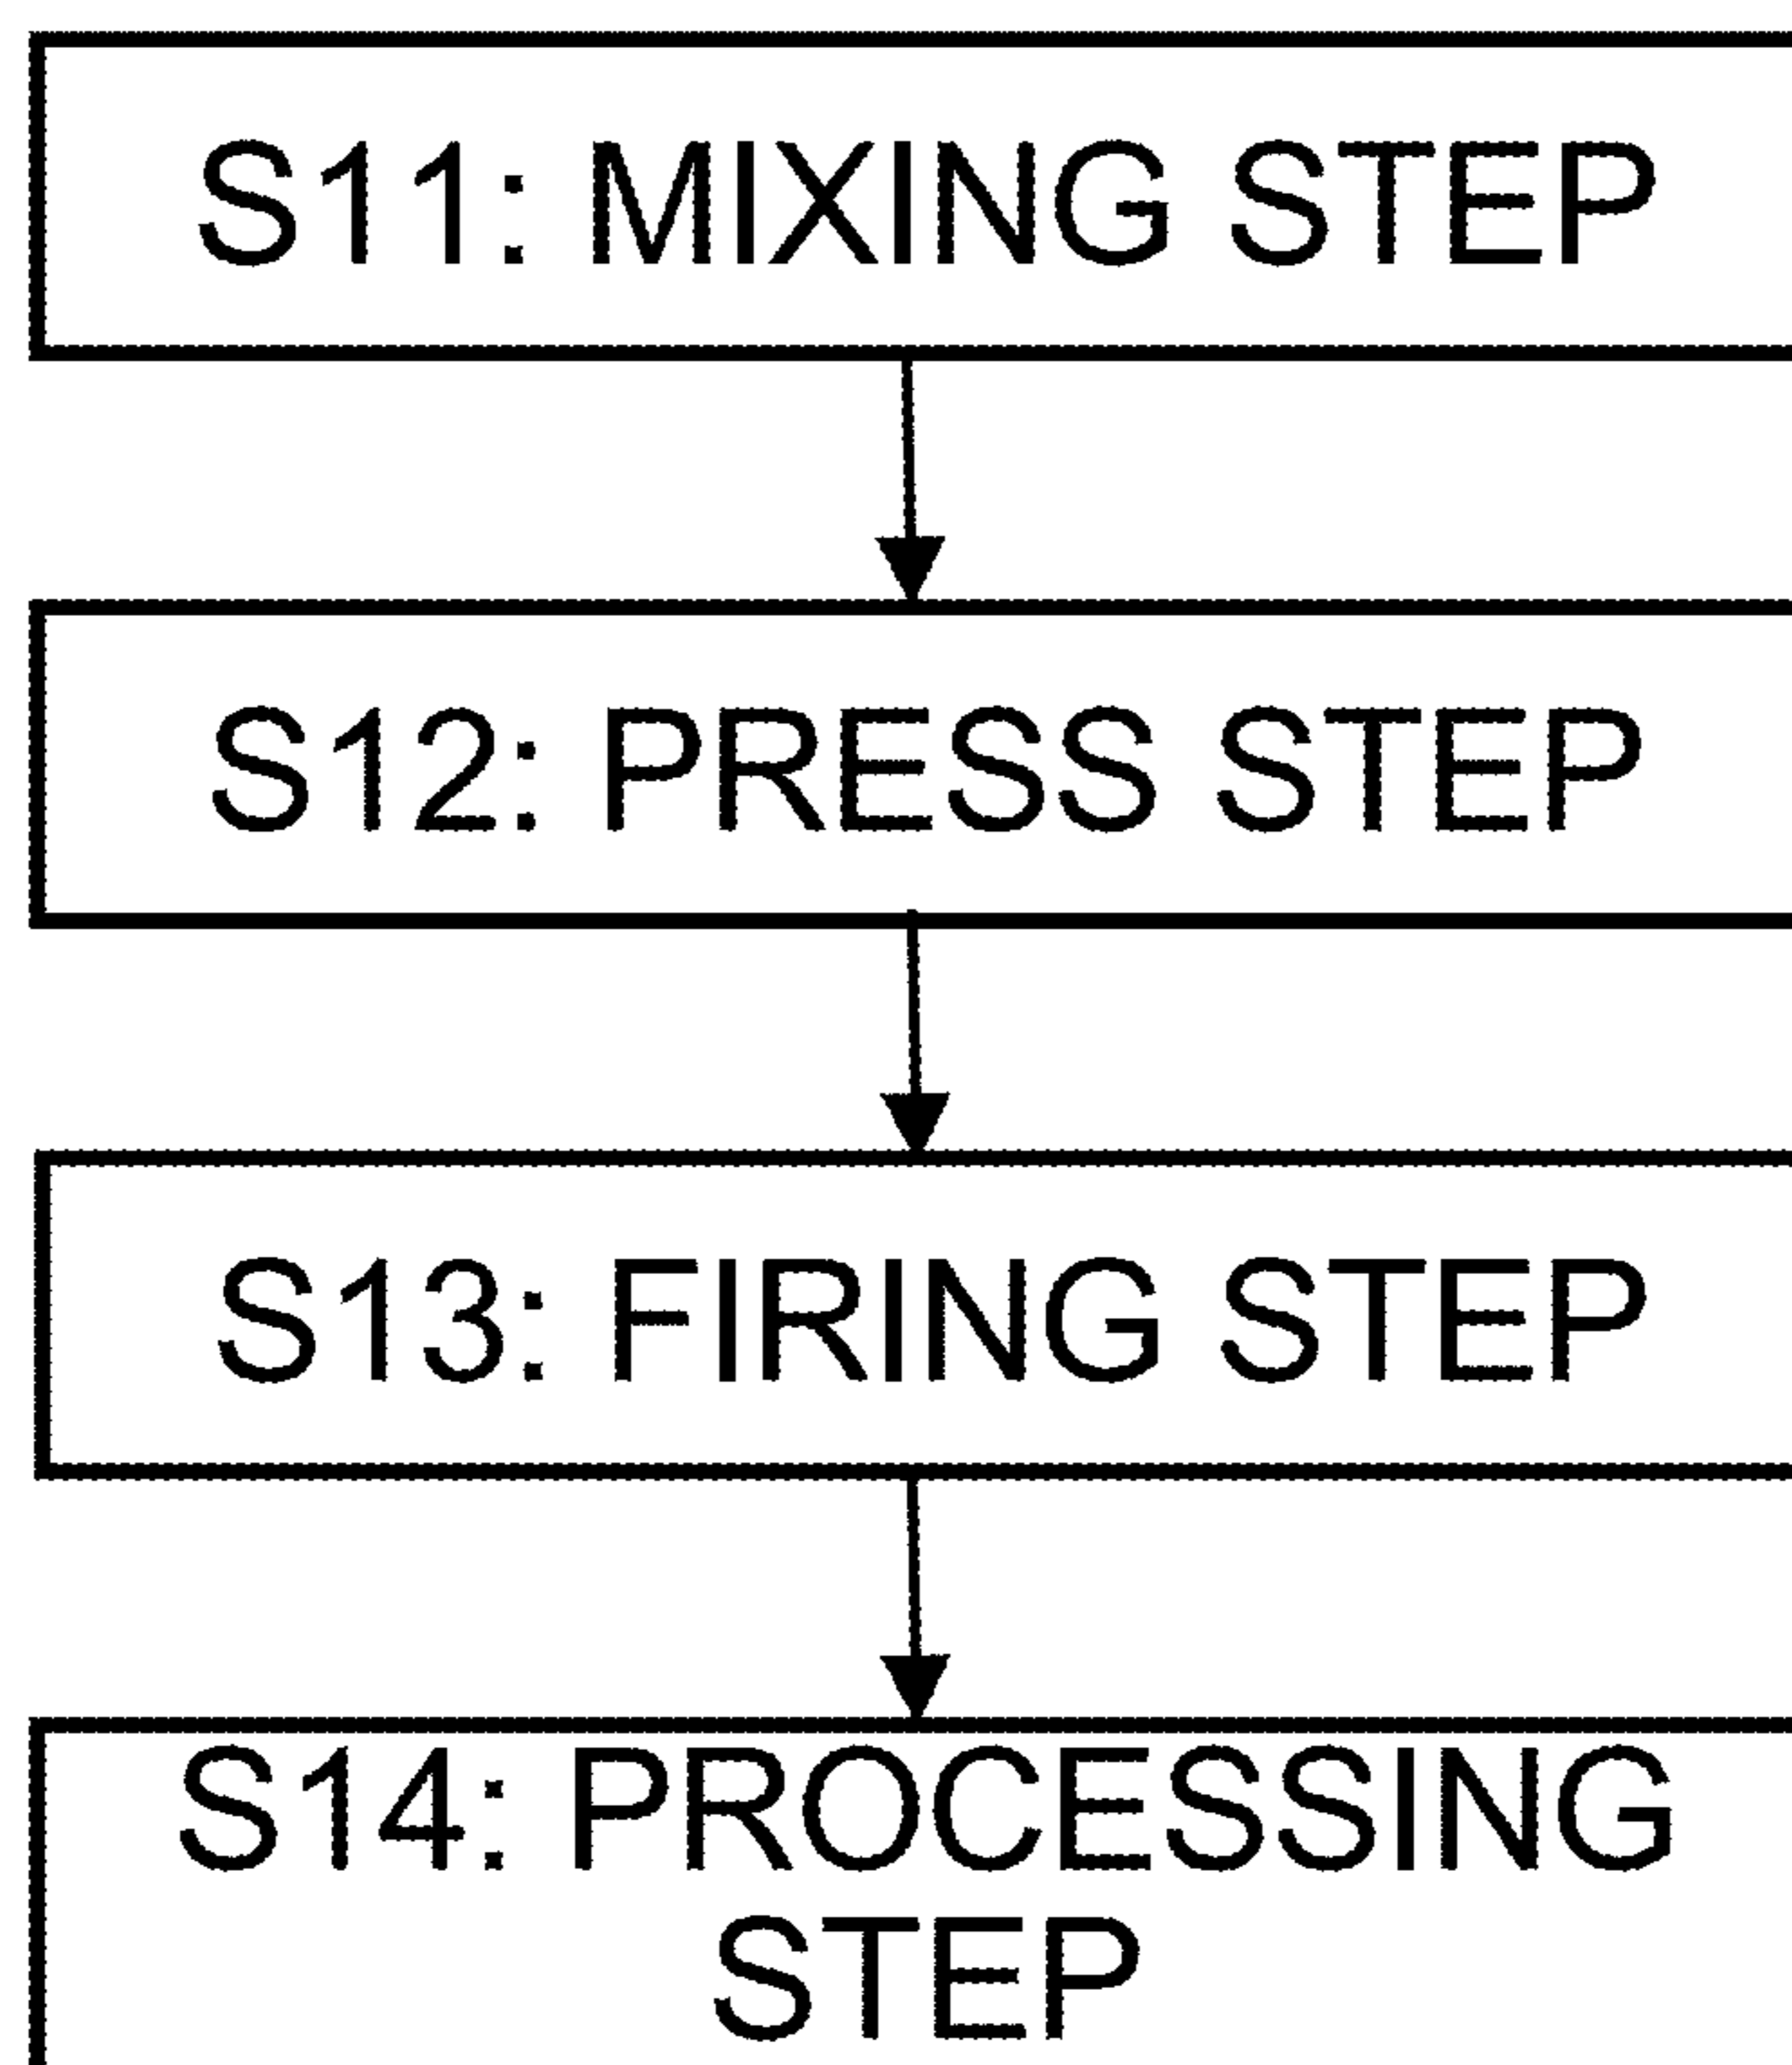 S11: MIXING STEP
S12: PRESS STEP
S13: FIRING STEP
S14: PROCESSING
STEP